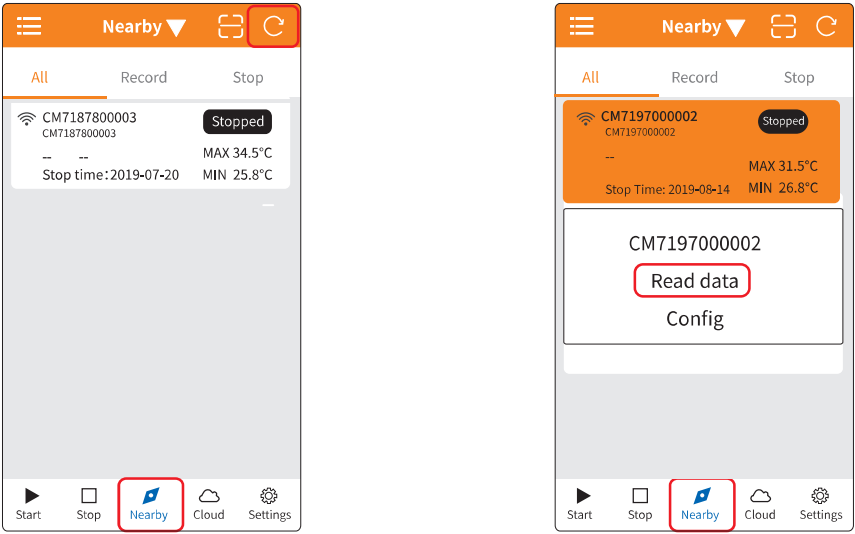 Nearby
All Record Stop
CM7187800003 Stopped
CM7187800003
-- -- MAX 34.5°C
Stop time:2019-07-20 MIN 25.8°C
Start Stop Nearby Cloud Settings
Nearby
All Record Stop
CM7197000002 Stopped
CM7197000002
--
MAX 31.5°C
Stop Time: 2019-08-14 MIN 26.8°C
CM7197000002
Read data
Config
Start Stop Nearby Cloud Settings